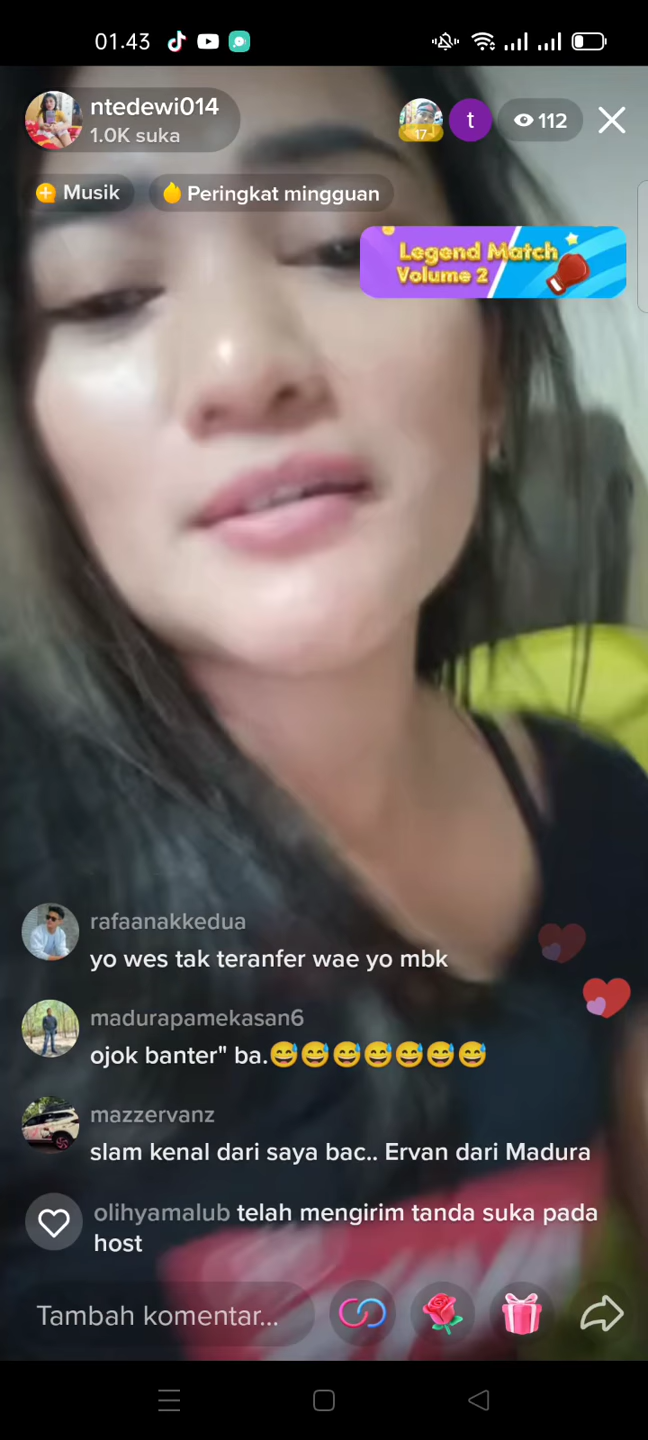 01.43
ntedewi014
1.0K suka
17
t
112
Musik
Peringkat mingguan
Legend Match
Volume 2
rafaanakkedua
yo wes tak teranfer wae yo mbk
madurapamekasan6
ojok banter" ba.😅😅😅😅😅😅😅
mazzervanz
slam kenal dari saya bac.. Ervan dari Madura
olihyamalub telah mengirim tanda suka pada
host
Tambah komentar...